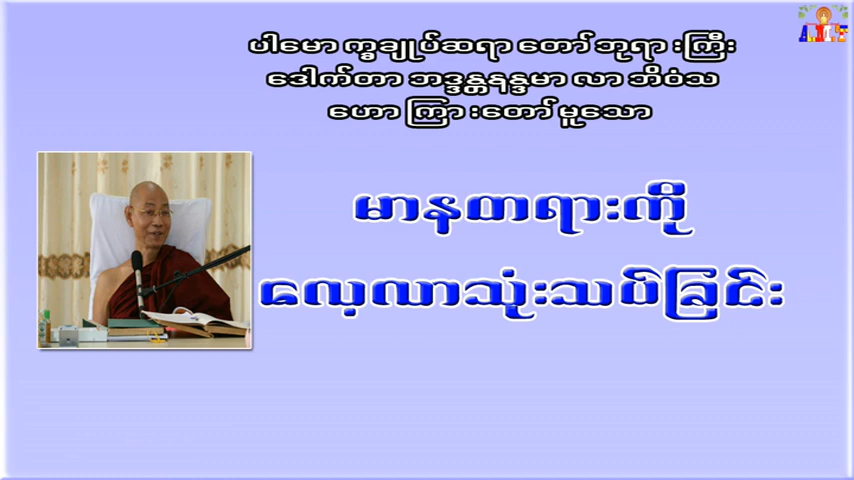 ပါမော က္ခချုပ်ဆရာ တော် ဘုရာ းကြီး
ဒေါက်တာ ဘဒ္ဒန္တနန္ဒမာ လာ ဘိဝံသ
ဟော ကြာ းတော် မူသော
မာနတရားကို
လေ့လာသုံးသပ်ခြင်း